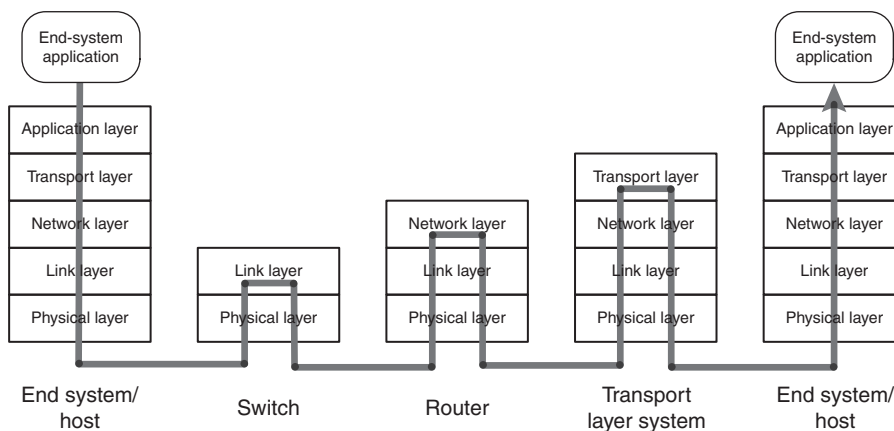 End-system
application
End-system
application
Application layer
Transport layer
Network layer
Link layer
Physical layer
Link layer
Physical layer
Network layer
Link layer
Physical layer
Transport layer
Network layer
Link layer
Physical layer
Application layer
Transport layer
Network layer
Link layer
Physical layer
End system/
host
Switch
Router
Transport
layer system
End system/
host